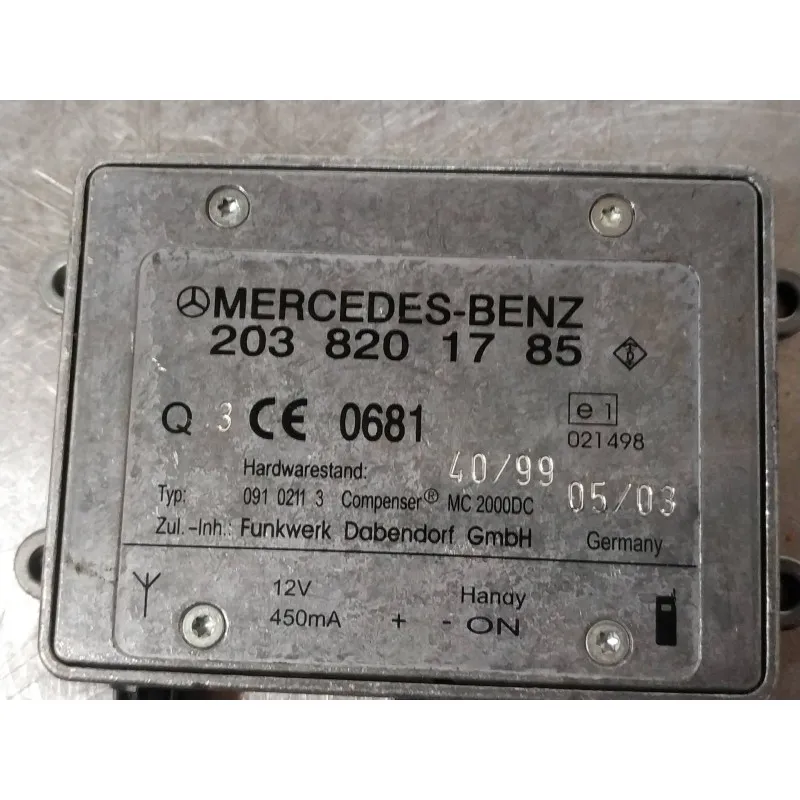 MERCEDES-BENZ
203 820 17 85
Q 3 CE 0681
e 1
021498
Hardwarestand: 40/99
Typ: 091 0211 3 Compenser® MC 2000DC 05/03
Zul.-Inh.: Funkwerk Dabendorf GmbH Germany
12V
450mA + -
Handy
ON